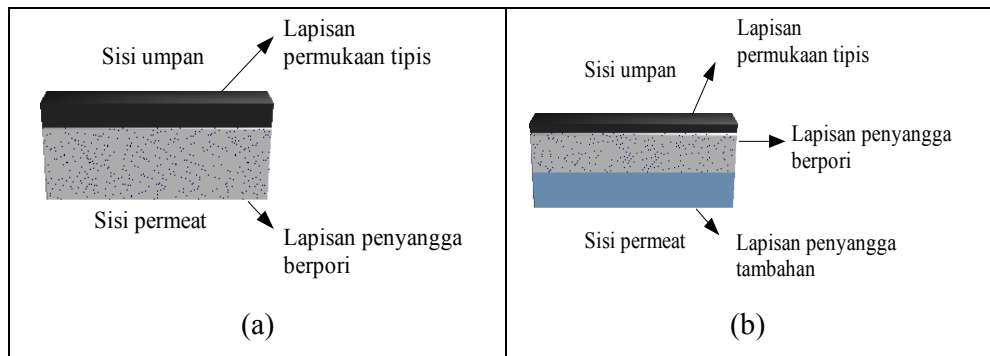 Sisi umpan
Lapisan
permukaan tipis
Sisi permeat
Lapisan penyangga
berpori
(a)
Sisi umpan
Lapisan
permukaan tipis
Lapisan penyangga
berpori
Sisi permeat
Lapisan penyangga
tambahan
(b)